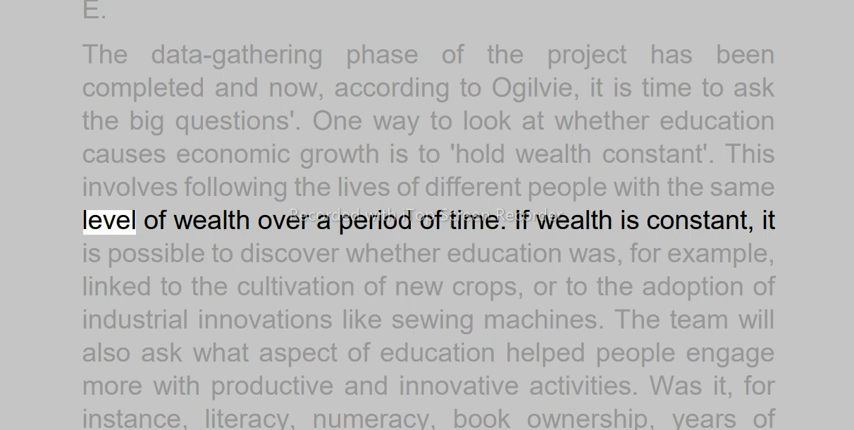 E.
The data-gathering phase of the project has been
completed and now, according to Ogilvie, it is time to ask
the big questions'. One way to look at whether education
causes economic growth is to 'hold wealth constant'. This
involves following the lives of different people with the same
level of wealth over a period of time. If wealth is constant, it
Recorded with iTop Screen Recorder
is possible to discover whether education was, for example,
linked to the cultivation of new crops, or to the adoption of
industrial innovations like sewing machines. The team will
also ask what aspect of education helped people engage
more with productive and innovative activities. Was it, for
instance, literacy, numeracy, book ownership, years of